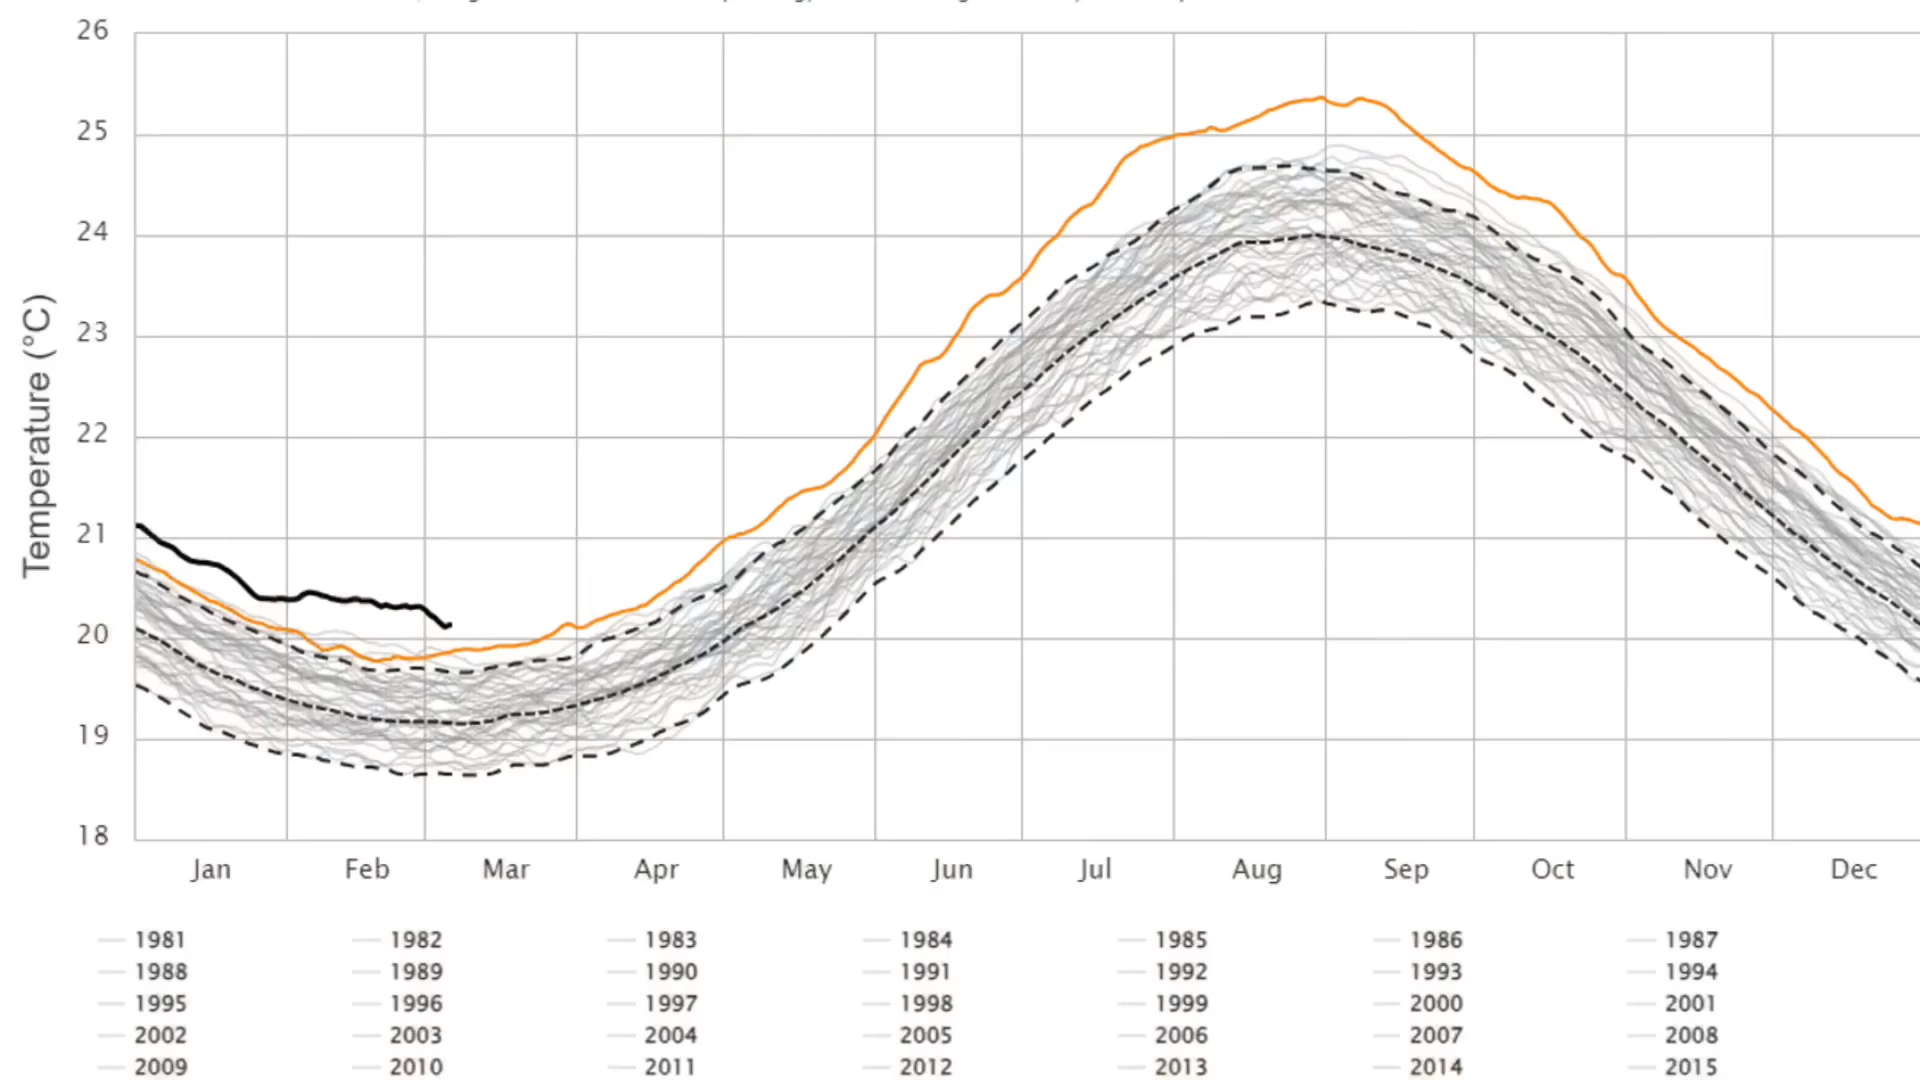 26
25
24
23
22
21
20
19
18
Temperature (°C)
Jan Feb Mar Apr May Jun Jul Aug Sep Oct Nov Dec
1981 1982 1983 1984 1985 1986 1987
1988 1989 1990 1991 1992 1993 1994
1995 1996 1997 1998 1999 2000 2001
2002 2003 2004 2005 2006 2007 2008
2009 2010 2011 2012 2013 2014 2015